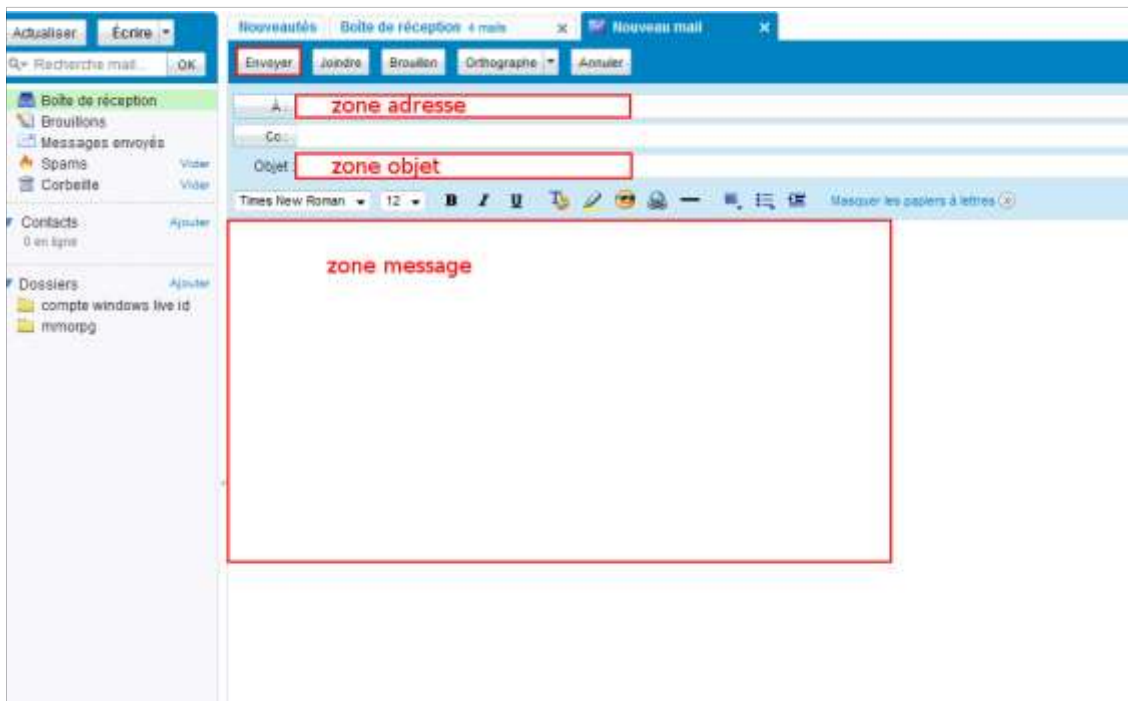 Actualiser Écrire
Nouveautés Boîte de réception 4 mails x Nouveau mail x
Recherche mail... OK
Envoyer Joindre Brouillon Orthographe Annuler
Boîte de réception
Brouillons
Messages envoyés
Spams Vider
Corbeille Vider
Contacts Ajouter
0 en ligne
Dossiers Ajouter
compte windows live id
mmorpg
À : zone adresse
Cc :
Objet : zone objet
Times New Roman 12 B I U Masquer les papiers à lettres
zone message